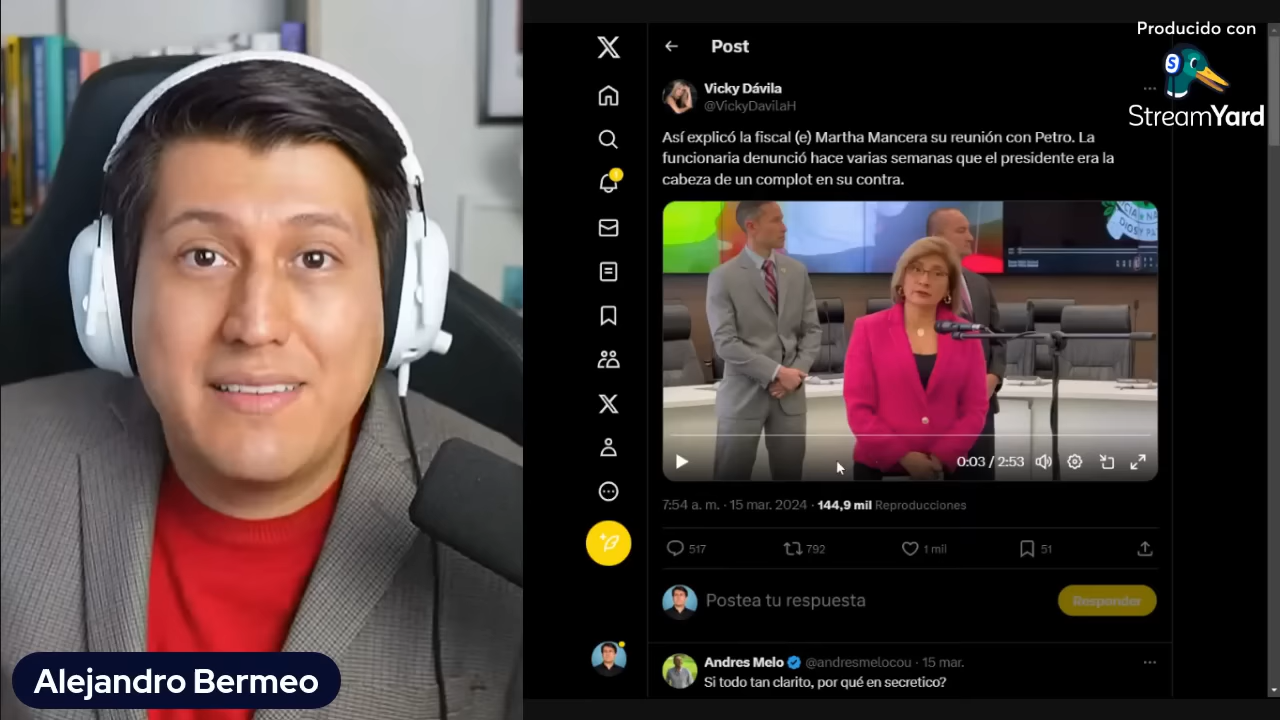 Producido con
StreamYard
Post
Vicky Dávila
@VickyDavilaH
Así explicó la fiscal (e) Martha Mancera su reunión con Petro. La
funcionaria denunció hace varias semanas que el presidente era la
cabeza de un complot en su contra.
0:03 / 2:53
7:54 a. m. · 15 mar. 2024 · 144,9 mil Reproducciones
517 792 1 mil 51
Postea tu respuesta
Responder
Andres Melo @andresmelocou · 15 mar.
Si todo tan clarito, por qué en secretico?
Alejandro Bermeo